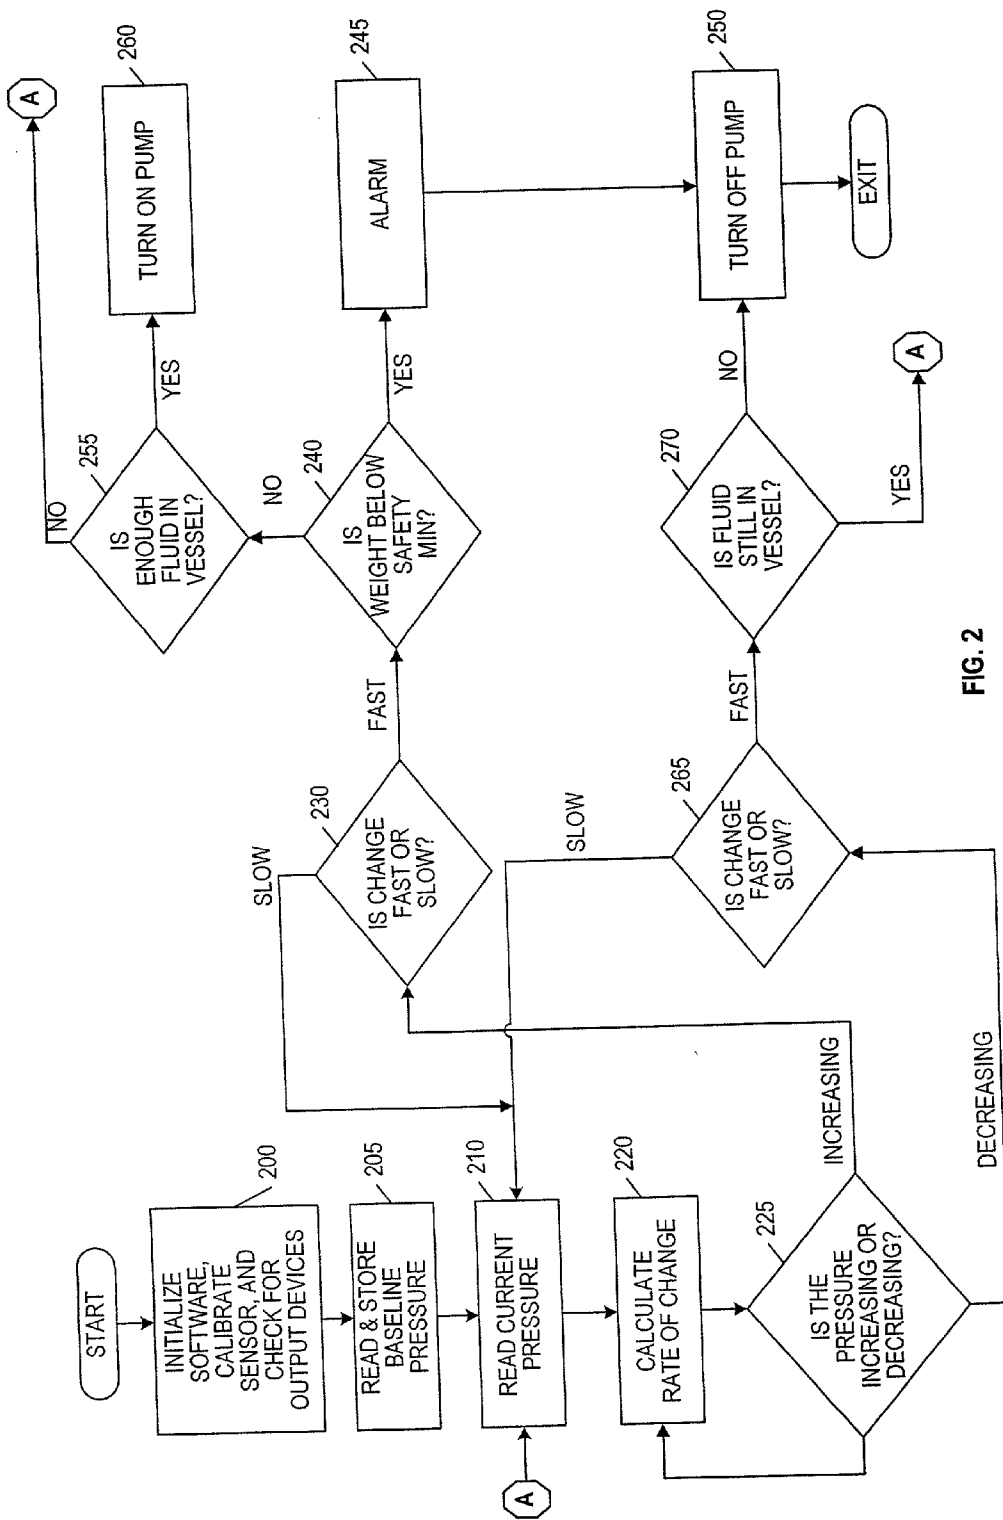 START
INITIALIZE
SOFTWARE,
CALIBRATE
SENSOR, AND
CHECK FOR
OUTPUT DEVICES
200
READ & STORE
BASELINE
PRESSURE
205
A
READ CURRENT
PRESSURE
210
CALCULATE
RATE OF CHANGE
220
IS THE
PRESSURE
INCREASING OR
DECREASING?
225
INCREASING
DECREASING
SLOW
IS CHANGE
FAST OR
SLOW?
230
FAST
IS
WEIGHT BELOW
SAFETY
MIN?
240
NO
YES
ALARM
245
IS
ENOUGH
FLUID IN
VESSEL?
255
NO
YES
TURN ON PUMP
260
A
SLOW
IS CHANGE
FAST OR
SLOW?
265
FAST
IS FLUID
STILL IN
VESSEL?
270
NO
YES
A
TURN OFF PUMP
250
EXIT
FIG. 2